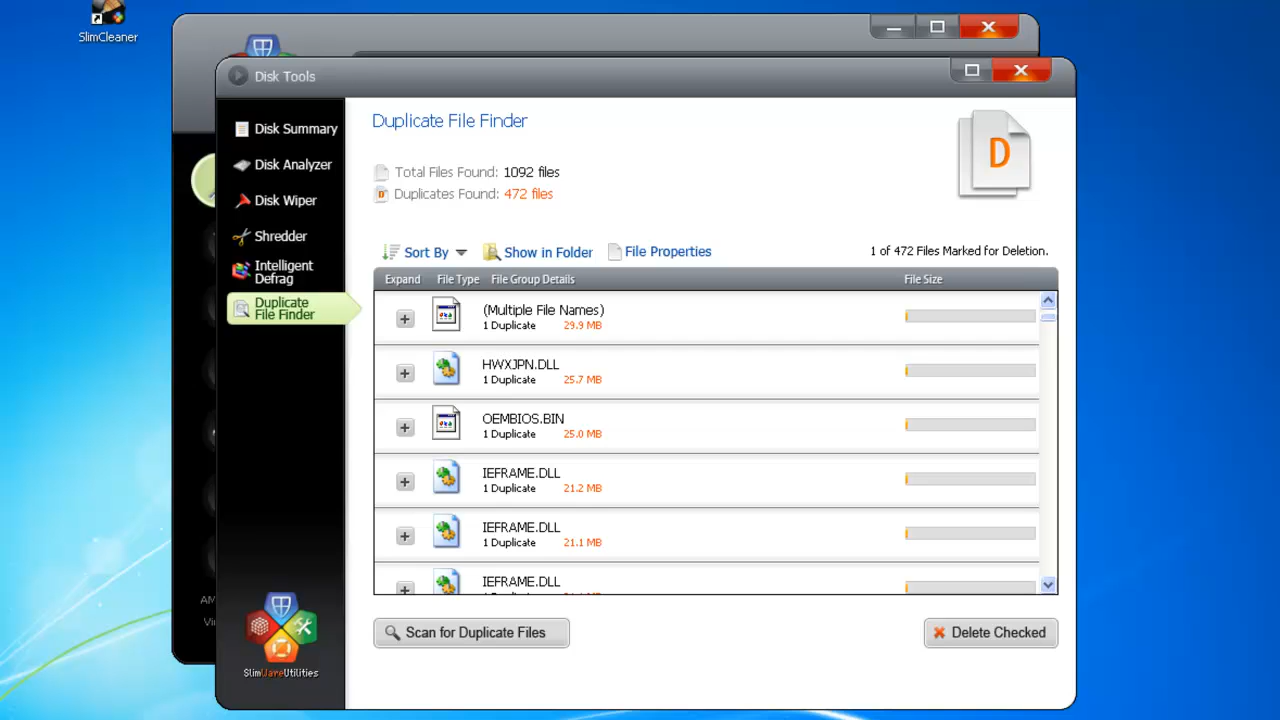 SlimCleaner
Disk Tools
Disk Summary
Disk Analyzer
Disk Wiper
Shredder
Intelligent
Defrag
Duplicate
File Finder
SlimWareUtilities
AM
Duplicate File Finder
Total Files Found: 1092 files
Duplicates Found: 472 files
D
Sort By
Show in Folder
File Properties
1 of 472 Files Marked for Deletion.
Expand File Type File Group Details File Size
(Multiple File Names)
1 Duplicate 29.9 MB
HWXJPN.DLL
1 Duplicate 25.7 MB
OEMBIOS.BIN
1 Duplicate 25.0 MB
IEFRAME.DLL
1 Duplicate 21.2 MB
IEFRAME.DLL
1 Duplicate 21.1 MB
IEFRAME.DLL
Scan for Duplicate Files
Delete Checked